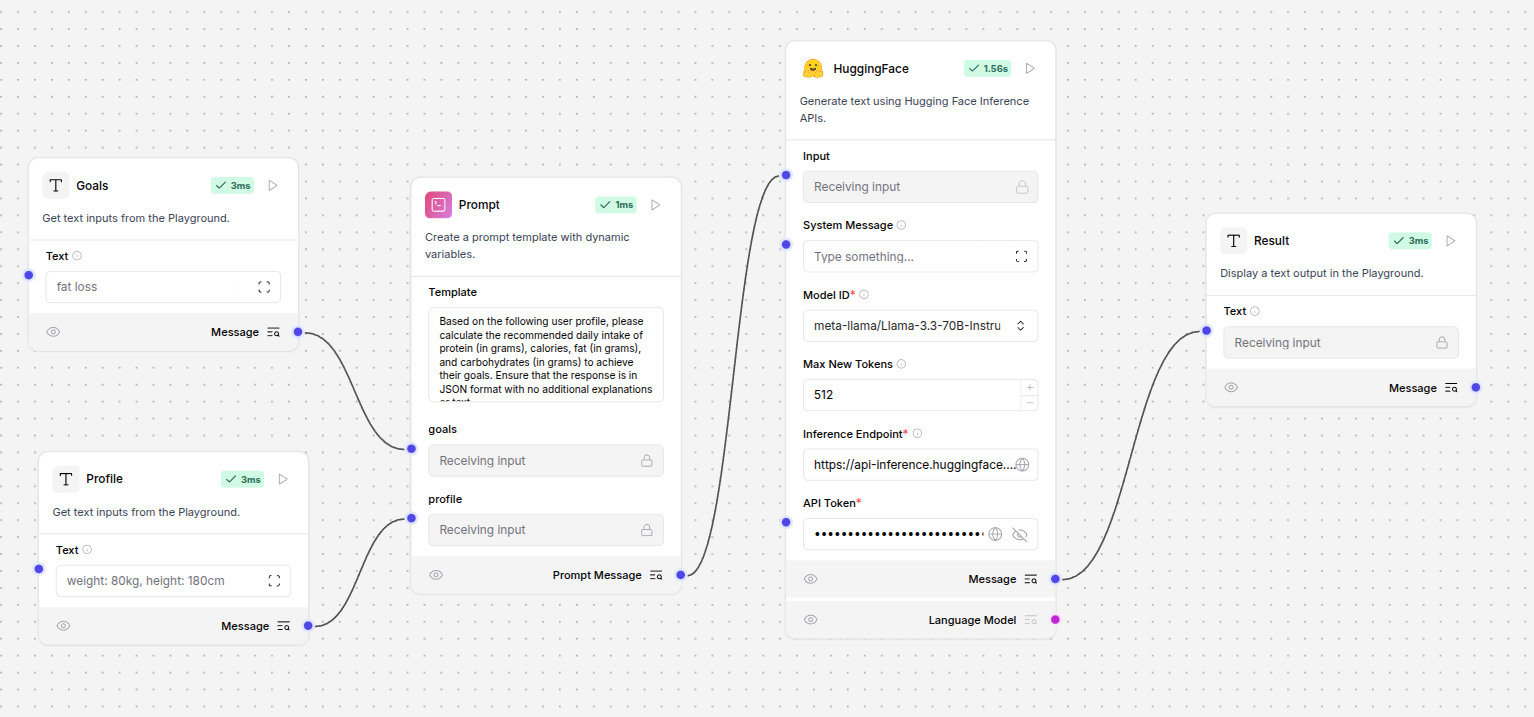 Goals
3ms
Get text inputs from the Playground.
Text
fat loss
Message
Profile
3ms
Get text inputs from the Playground.
Text
weight: 80kg, height: 180cm
Message
Prompt
1ms
Create a prompt template with dynamic
variables.
Template
Based on the following user profile, please
calculate the recommended daily intake of
protein (in grams), calories, fat (in grams),
and carbohydrates (in grams) to achieve
their goals. Ensure that the response is in
JSON format with no additional explanations
or text
goals
Receiving input
profile
Receiving input
Prompt Message
HuggingFace
1.56s
Generate text using Hugging Face Inference
APIs.
Input
Receiving input
System Message
Type something...
Model ID*
meta-llama/Llama-3.3-70B-Instru
Max New Tokens
512
Inference Endpoint*
https://api-inference.huggingface....
API Token*
Message
Language Model
Result
3ms
Display a text output in the Playground.
Text
Receiving input
Message